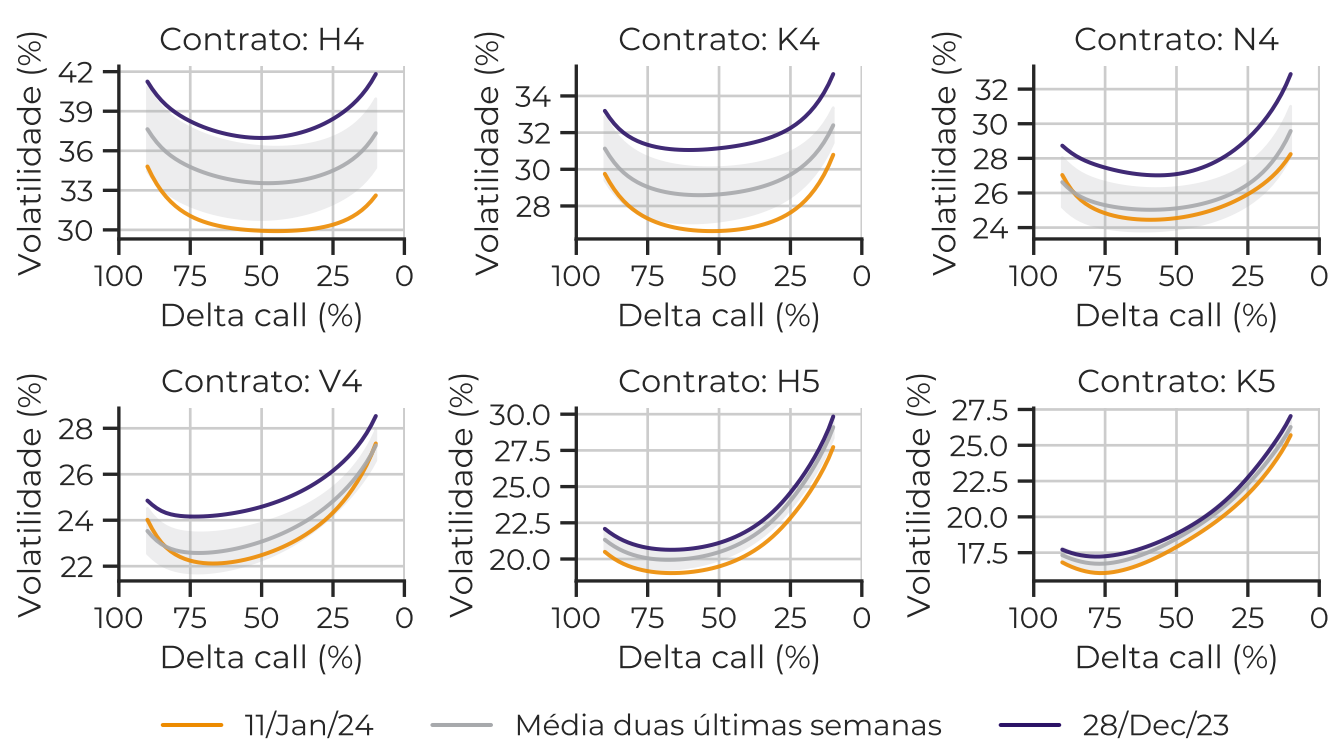 Contrato: H4
Volatilidade (%)
42
39
36
33
30
100 75 50 25 0
Delta call (%)
Contrato: K4
Volatilidade (%)
34
32
30
28
100 75 50 25 0
Delta call (%)
Contrato: N4
Volatilidade (%)
32
30
28
26
24
100 75 50 25 0
Delta call (%)
Contrato: V4
Volatilidade (%)
28
26
24
22
100 75 50 25 0
Delta call (%)
Contrato: H5
Volatilidade (%)
30.0
27.5
25.0
22.5
20.0
100 75 50 25 0
Delta call (%)
Contrato: K5
Volatilidade (%)
27.5
25.0
22.5
20.0
17.5
100 75 50 25 0
Delta call (%)
11/Jan/24 Média duas últimas semanas 28/Dec/23